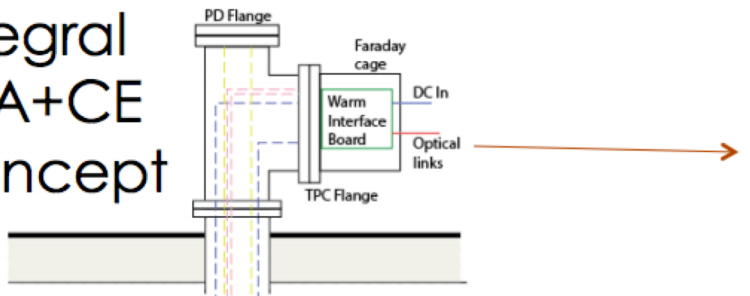 egral
A+CE
ncept
PD Flange
Faraday
cage
Warm
Interface
Board
DC In
Optical
links
TPC Flange